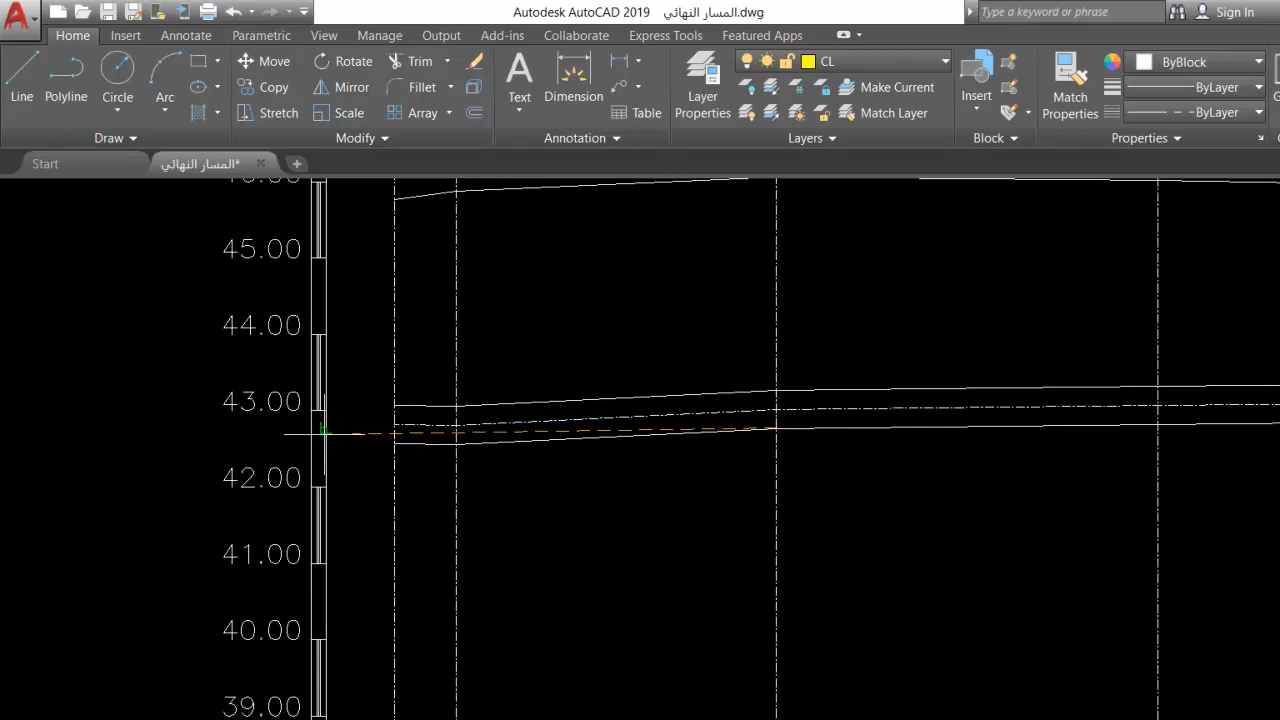 Autodesk AutoCAD 2019 المسار النهائي.dwg
Type a keyword or phrase
Sign In
Home Insert Annotate Parametric View Manage Output Add-ins Collaborate Express Tools Featured Apps
Line
Polyline
Circle
Arc
Draw
Move
Rotate
Trim
Copy
Mirror
Fillet
Stretch
Scale
Array
Modify
Text
Dimension
Table
Annotation
Layer
Properties
CL
Make Current
Match Layer
Layers
Insert
Block
Match
Properties
ByBlock
ByLayer
ByLayer
Properties
Start
المسار النهائي*
45.00
44.00
43.00
42.00
41.00
40.00
39.00